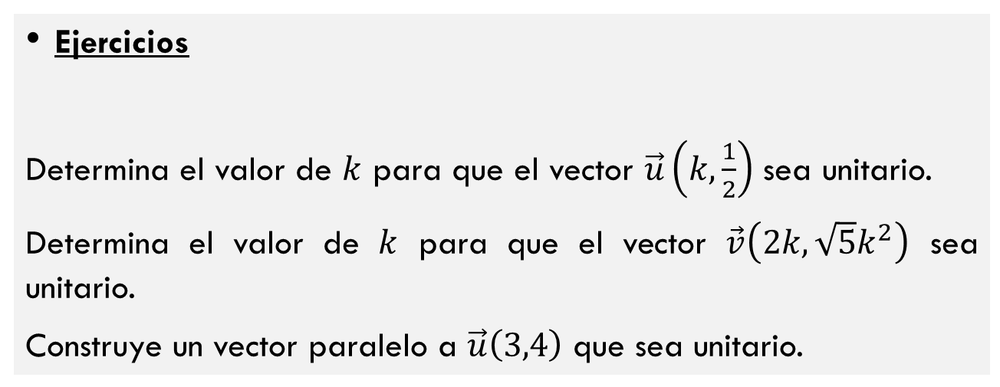 • Ejercicios
Determina el valor de $k$ para que el vector $\vec{u}\left(k,\frac{1}{2}\right)$ sea unitario.
Determina el valor de $k$ para que el vector $\vec{v}(2k,\sqrt{5}k^2)$ sea
unitario.
Construye un vector paralelo a $\vec{u}(3,4)$ que sea unitario.